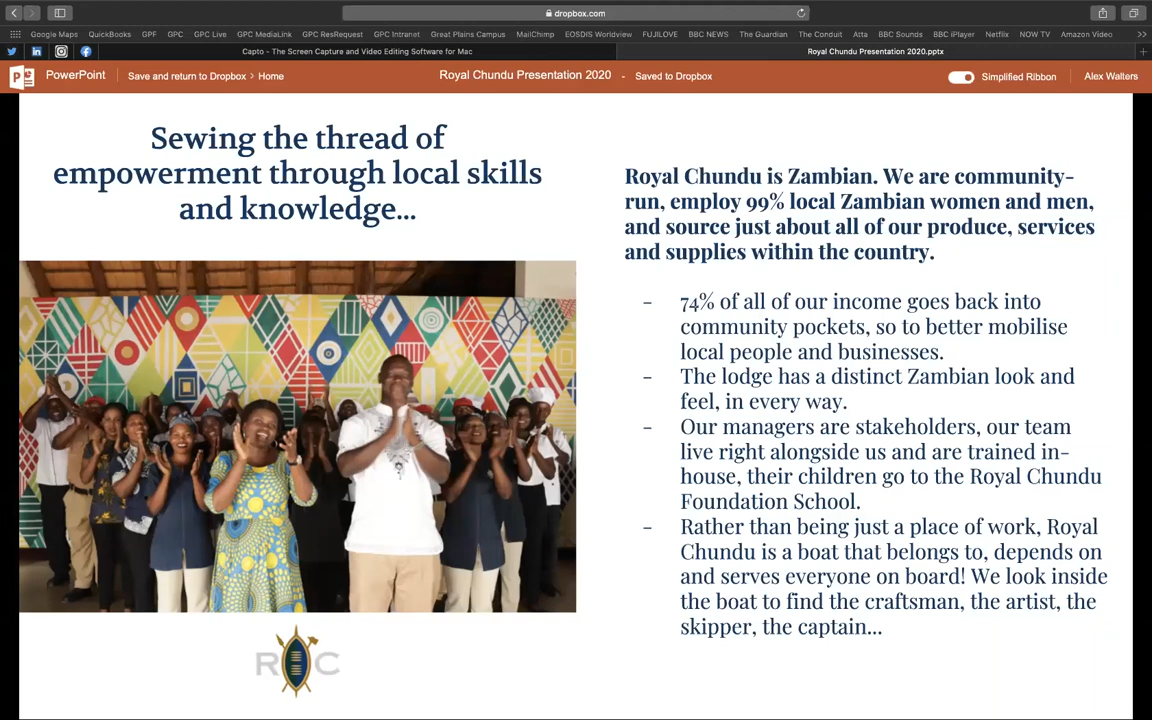 dropbox.com
Google Maps QuickBooks GPF GPC GPC Live GPC MediaLink GPC ResRequest GPC Intranet Great Plains Campus MailChimp EOSDIS Worldview FUJILOVE BBC NEWS The Guardian The Conduit Atta BBC Sounds BBC iPlayer Netflix NOW TV Amazon Video
Capto - The Screen Capture and Video Editing Software for Mac
Royal Chundu Presentation 2020.pptx
PowerPoint
Save and return to Dropbox > Home
Royal Chundu Presentation 2020 - Saved to Dropbox
Simplified Ribbon
Alex Walters
Sewing the thread of
empowerment through local skills
and knowledge...
Royal Chundu is Zambian. We are community-
run, employ 99% local Zambian women and men,
and source just about all of our produce, services
and supplies within the country.
- 74% of all of our income goes back into
community pockets, so to better mobilise
local people and businesses.
- The lodge has a distinct Zambian look and
feel, in every way.
- Our managers are stakeholders, our team
live right alongside us and are trained in-
house, their children go to the Royal Chundu
Foundation School.
- Rather than being just a place of work, Royal
Chundu is a boat that belongs to, depends on
and serves everyone on board! We look inside
the boat to find the craftsman, the artist, the
skipper, the captain...
R C